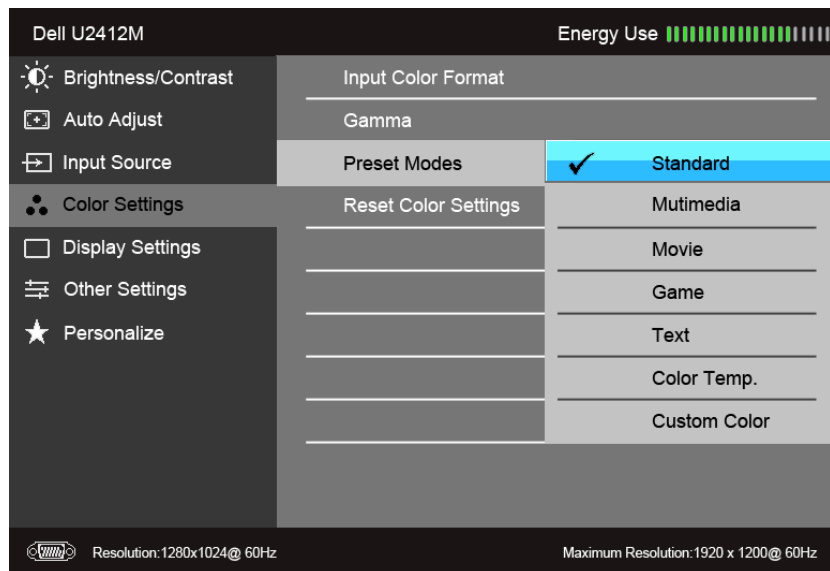 Dell U2412M
Energy Use
Brightness/Contrast
Auto Adjust
Input Source
Color Settings
Display Settings
Other Settings
Personalize
Input Color Format
Gamma
Preset Modes
Reset Color Settings
Standard
Mutimedia
Movie
Game
Text
Color Temp.
Custom Color
Resolution:1280x1024@ 60Hz
Maximum Resolution:1920 x 1200@ 60Hz